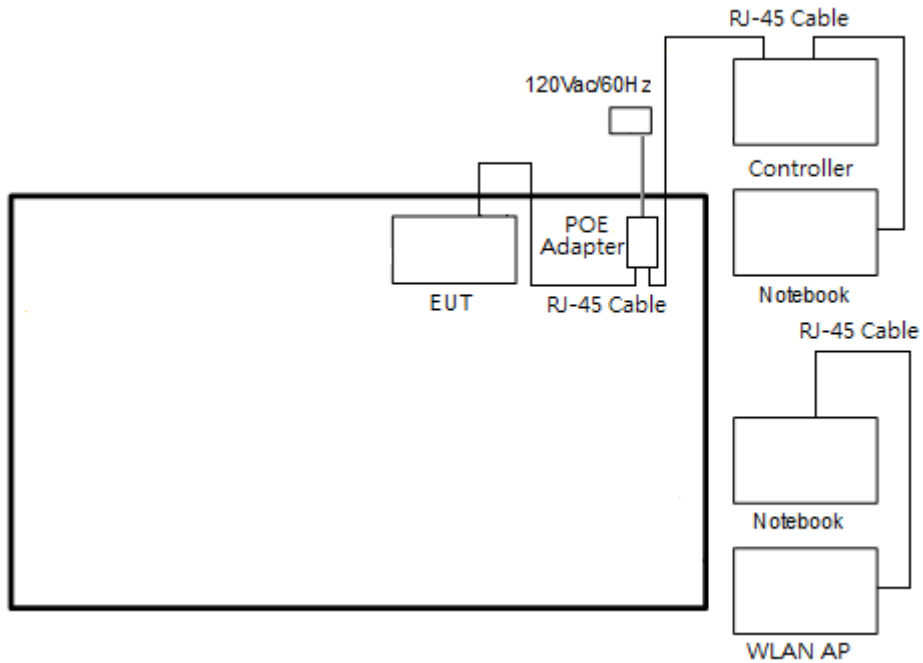 RJ-45 Cable
120Vac/60Hz
Controller
POE
Adapter
EUT
RJ-45 Cable
Notebook
RJ-45 Cable
Notebook
WLAN AP